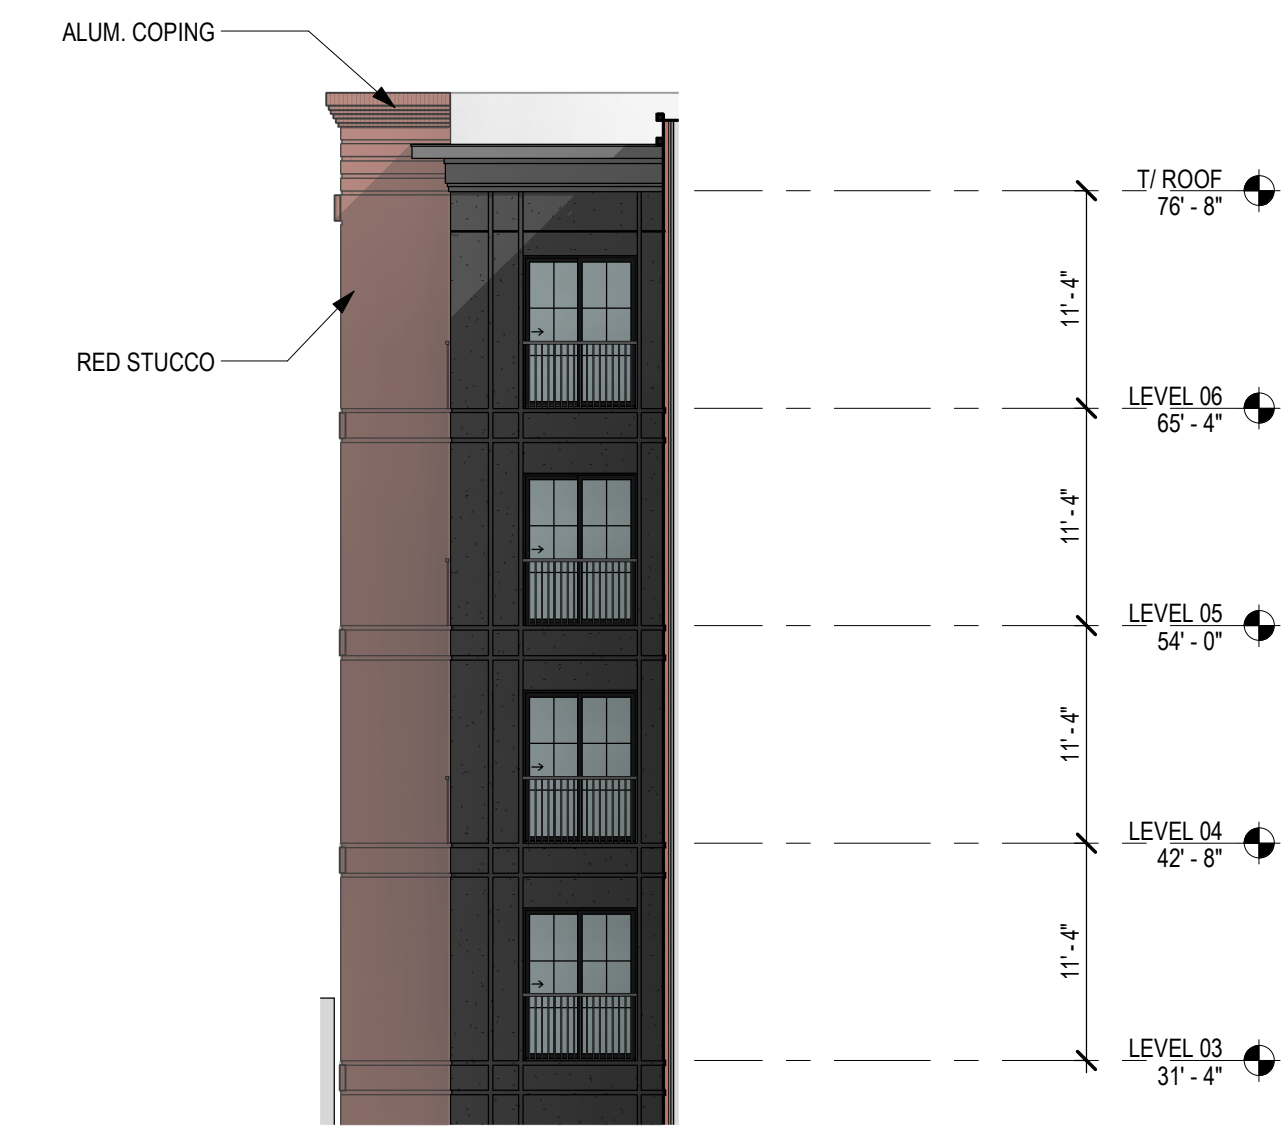 ALUM. COPING
T/ ROOF
76' - 8"
11' - 4"
RED STUCCO
LEVEL 06
65' - 4"
11' - 4"
LEVEL 05
54' - 0"
11' - 4"
LEVEL 04
42' - 8"
11' - 4"
LEVEL 03
31' - 4"